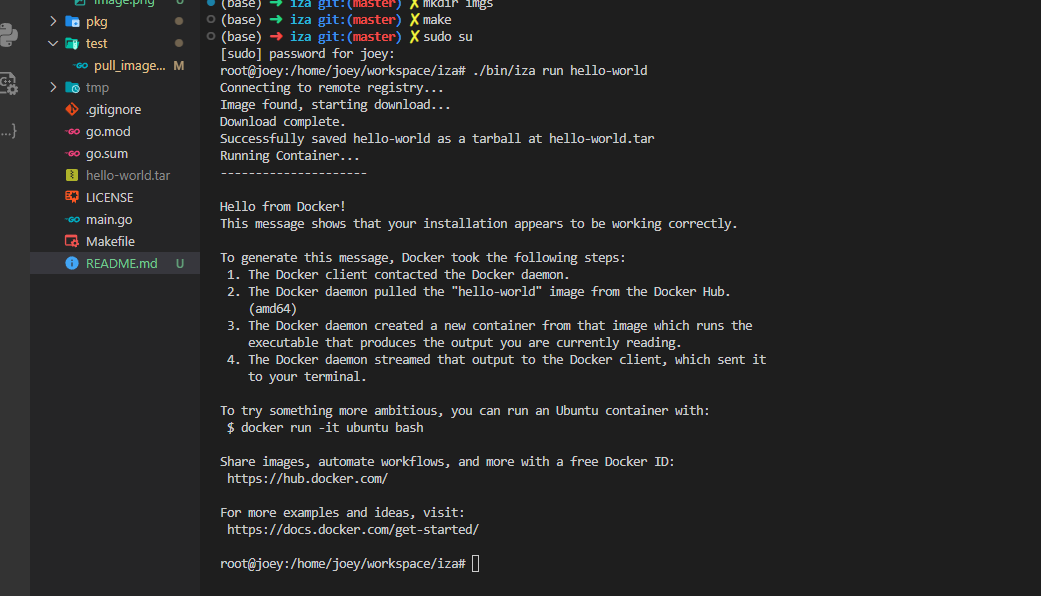 image.png U
pkg
test
pull_image... M
tmp
.gitignore
go.mod
go.sum
hello-world.tar
LICENSE
main.go
Makefile
README.md U
(base) ➜ iza git:(master) ✗ mkdir imgs
(base) ➜ iza git:(master) ✗ make
(base) ➜ iza git:(master) ✗ sudo su
[sudo] password for joey:
root@joey:/home/joey/workspace/iza# ./bin/iza run hello-world
Connecting to remote registry...
Image found, starting download...
Download complete.
Successfully saved hello-world as a tarball at hello-world.tar
Running Container...
---------------------
Hello from Docker!
This message shows that your installation appears to be working correctly.
To generate this message, Docker took the following steps:
1. The Docker client contacted the Docker daemon.
2. The Docker daemon pulled the "hello-world" image from the Docker Hub.
(amd64)
3. The Docker daemon created a new container from that image which runs the
executable that produces the output you are currently reading.
4. The Docker daemon streamed that output to the Docker client, which sent it
to your terminal.
To try something more ambitious, you can run an Ubuntu container with:
$ docker run -it ubuntu bash
Share images, automate workflows, and more with a free Docker ID:
https://hub.docker.com/
For more examples and ideas, visit:
https://docs.docker.com/get-started/
root@joey:/home/joey/workspace/iza#